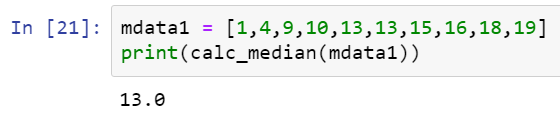 In [21]: mdata1 = [1,4,9,10,13,13,15,16,18,19]
print(calc_median(mdata1))
13.0